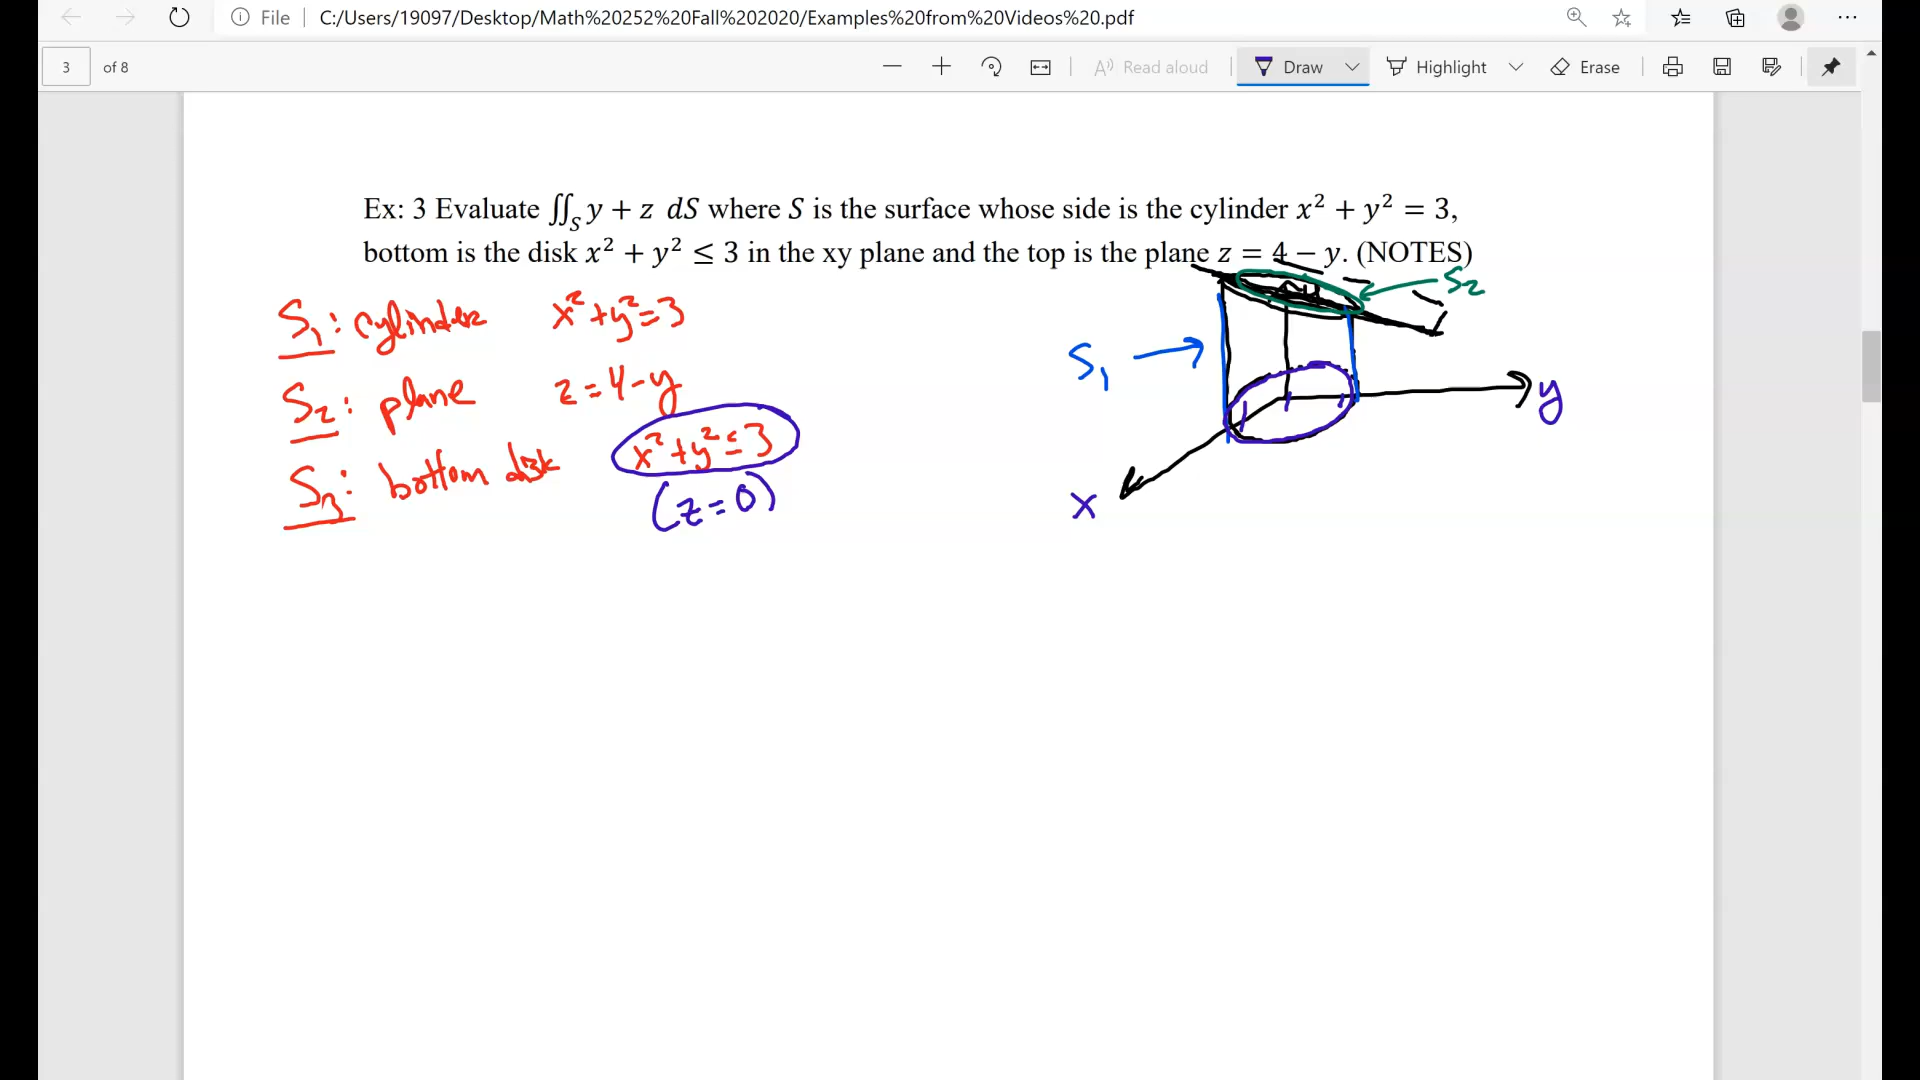 File C:/Users/19097/Desktop/Math%20252%20Fall%202020/Examples%20from%20Videos%20.pdf
3 of 8 Read aloud Draw Highlight Erase
Ex: 3 Evaluate ∬_S y + z dS where S is the surface whose side is the cylinder x² + y² = 3,
bottom is the disk x² + y² ≤ 3 in the xy plane and the top is the plane z = 4 − y. (NOTES)
S₂
S₁: cylinder x²+y²=3
S₁
S₂: plane z=4-y
y
S₃: bottom disk x²+y²≤3
(z=0)
x